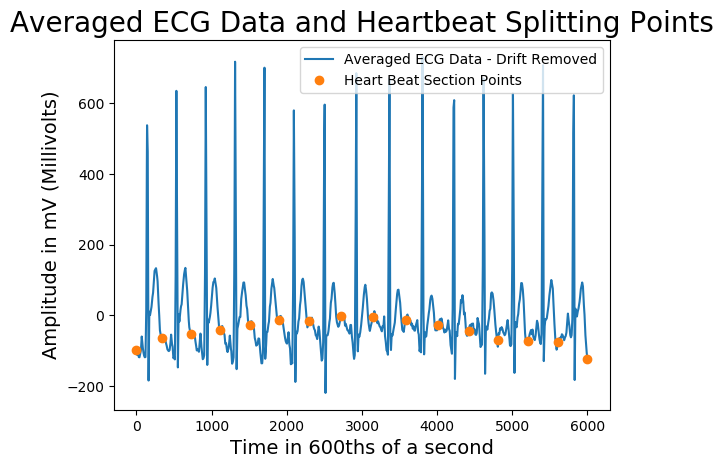 Averaged ECG Data and Heartbeat Splitting Points
Averaged ECG Data - Drift Removed
Heart Beat Section Points
Amplitude in mV (Millivolts)
600
400
200
0
−200
0 1000 2000 3000 4000 5000 6000
Time in 600ths of a second